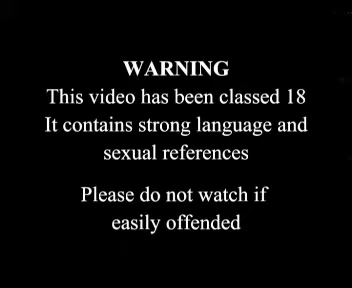 WARNING
This video has been classed 18
It contains strong language and
sexual references
Please do not watch if
easily offended